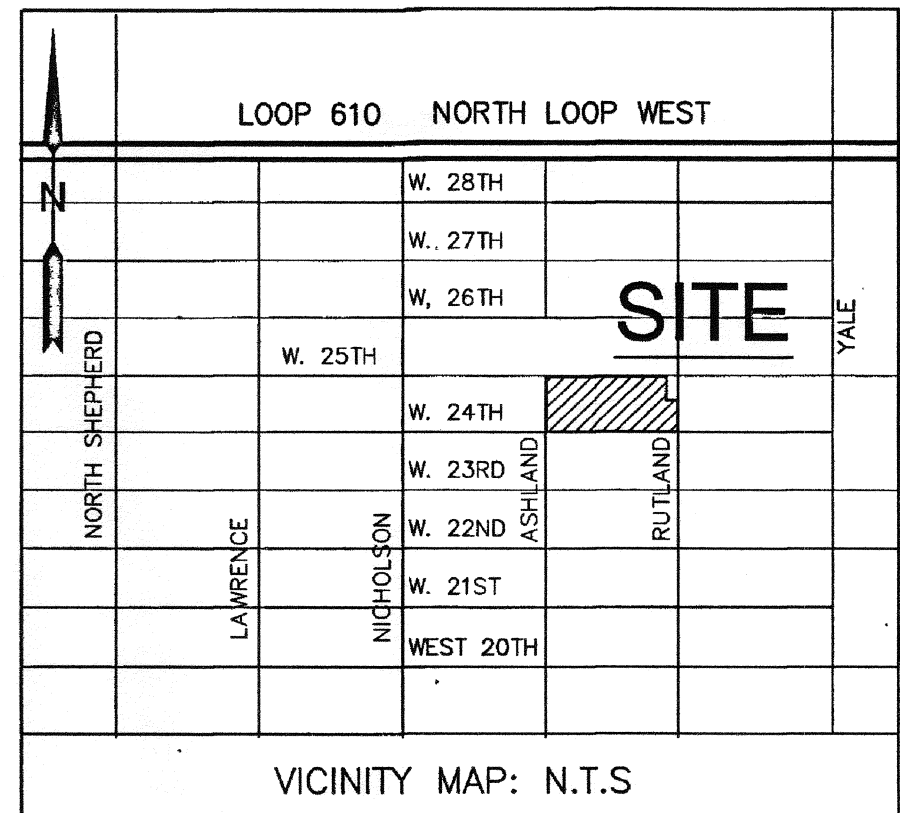 LOOP 610 NORTH LOOP WEST
N
W. 28TH
W. 27TH
W, 26TH
SITE
YALE
W. 25TH
NORTH SHEPHERD
W. 24TH
W. 23RD
ASHLAND
RUTLAND
W. 22ND
LAWRENCE
NICHOLSON
W. 21ST
WEST 20TH
VICINITY MAP: N.T.S